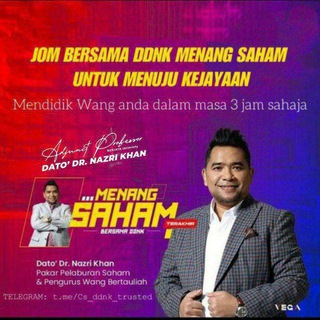 JOM BERSAMA DDNK MENANG SAHAM
UNTUK MENUJU KEJAYAAN
Mendidik Wang anda dalam masa 3 jam sahaja
Adjunct Professor
DATO' DR. NAZRI KHAN
...MENANG
SAHAM
BERSAMA DDNK
TERAKHIR
Dato' Dr. Nazri Khan
Pakar Pelaburan Saham
& Pengurus Wang Bertauliah
TELEGRAM: t.me/Cs_ddnk_trusted
VEGA